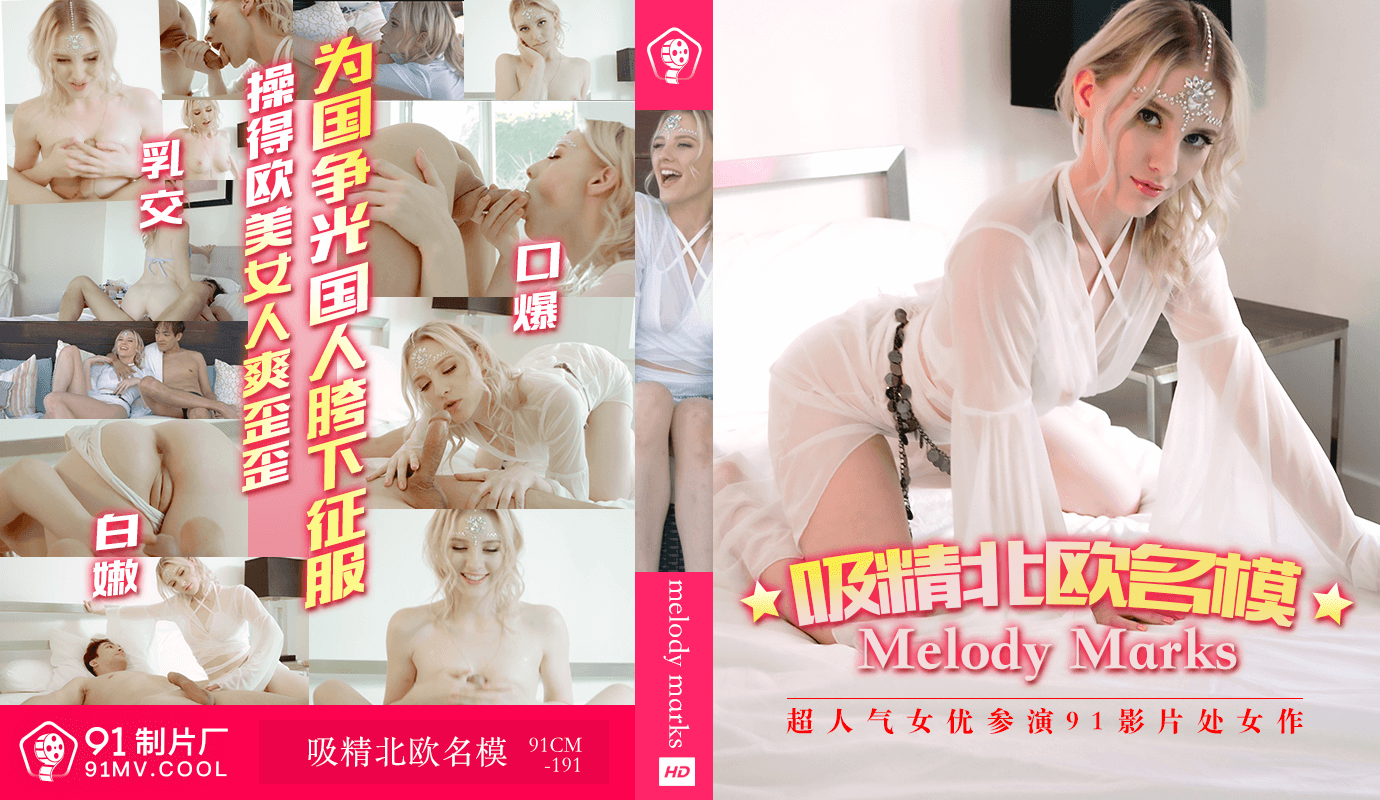 为国争光国人胯下征服
操得欧美女人爽歪歪
乳交
口爆
白嫩
91制片厂
91MV.COOL
吸精北欧名模
91CM
-191
melody marks
HD
吸精北欧名模
Melody Marks
超人气女优参演91影片处女作